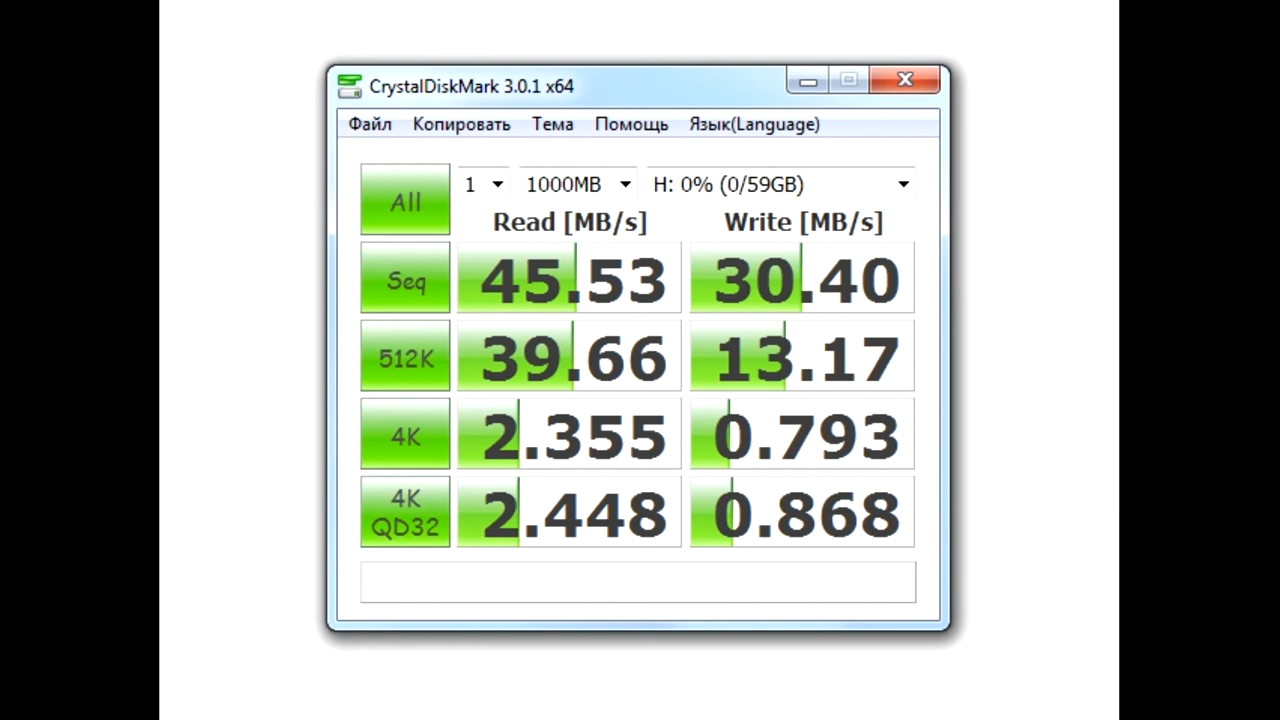 CrystalDiskMark 3.0.1 x64
Файл Копировать Тема Помощь Язык(Language)
All 1 1000MB H: 0% (0/59GB)
Read [MB/s] Write [MB/s]
Seq 45.53 30.40
512K 39.66 13.17
4K 2.355 0.793
4K
QD32 2.448 0.868